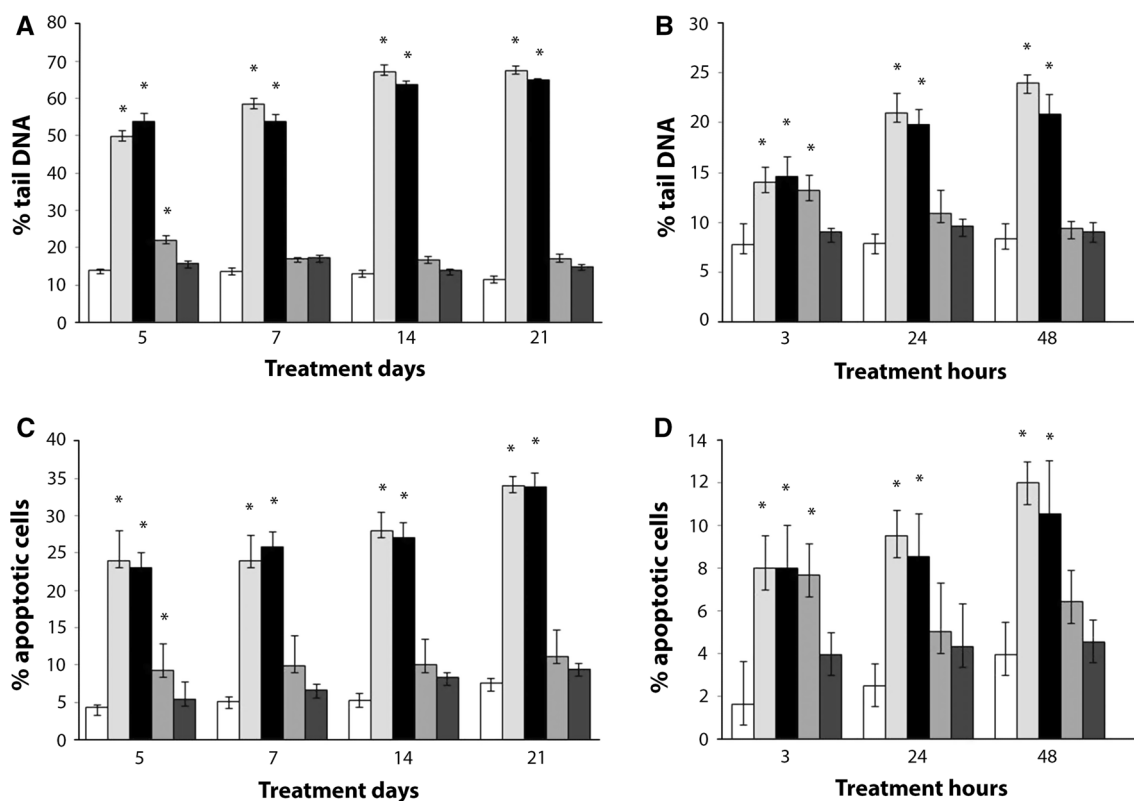 A
% tail DNA
80
70
60
50
40
30
20
10
0
* * * * * * * * *
5 7 14 21
Treatment days
B
% tail DNA
30
25
20
15
10
5
0
* * * * * * *
3 24 48
Treatment hours
C
% apoptotic cells
40
35
30
25
20
15
10
5
0
* * * * * * * * *
5 7 14 21
Treatment days
D
% apoptotic cells
14
12
10
8
6
4
2
0
* * * * * * *
3 24 48
Treatment hours